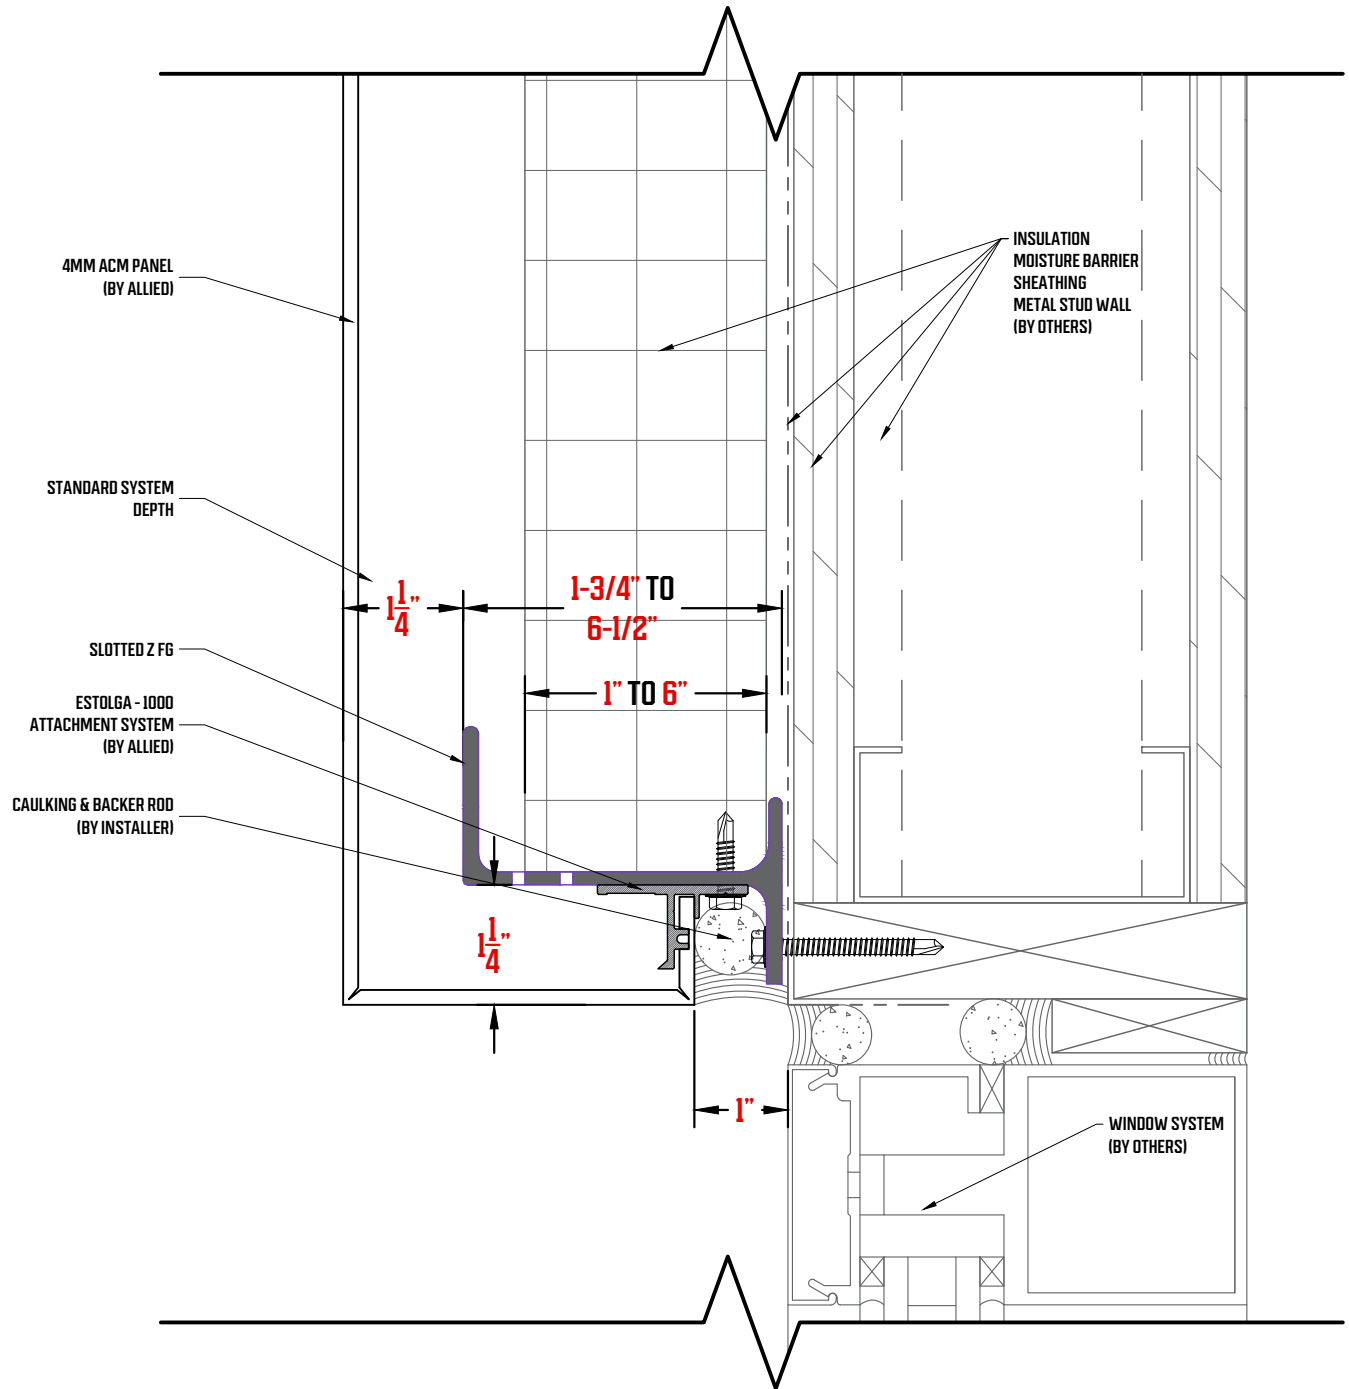 INSULATION
MOISTURE BARRIER
SHEATHING
METAL STUD WALL
(BY OTHERS)
4MM ACM PANEL
(BY ALLIED)
STANDARD SYSTEM
DEPTH
1 1/4"
1-3/4" TO
6-1/2"
SLOTTED Z FG
1" TO 6"
ESTOLGA - 1000
ATTACHMENT SYSTEM
(BY ALLIED)
CAULKING & BACKER ROD
(BY INSTALLER)
1 1/4"
1"
WINDOW SYSTEM
(BY OTHERS)